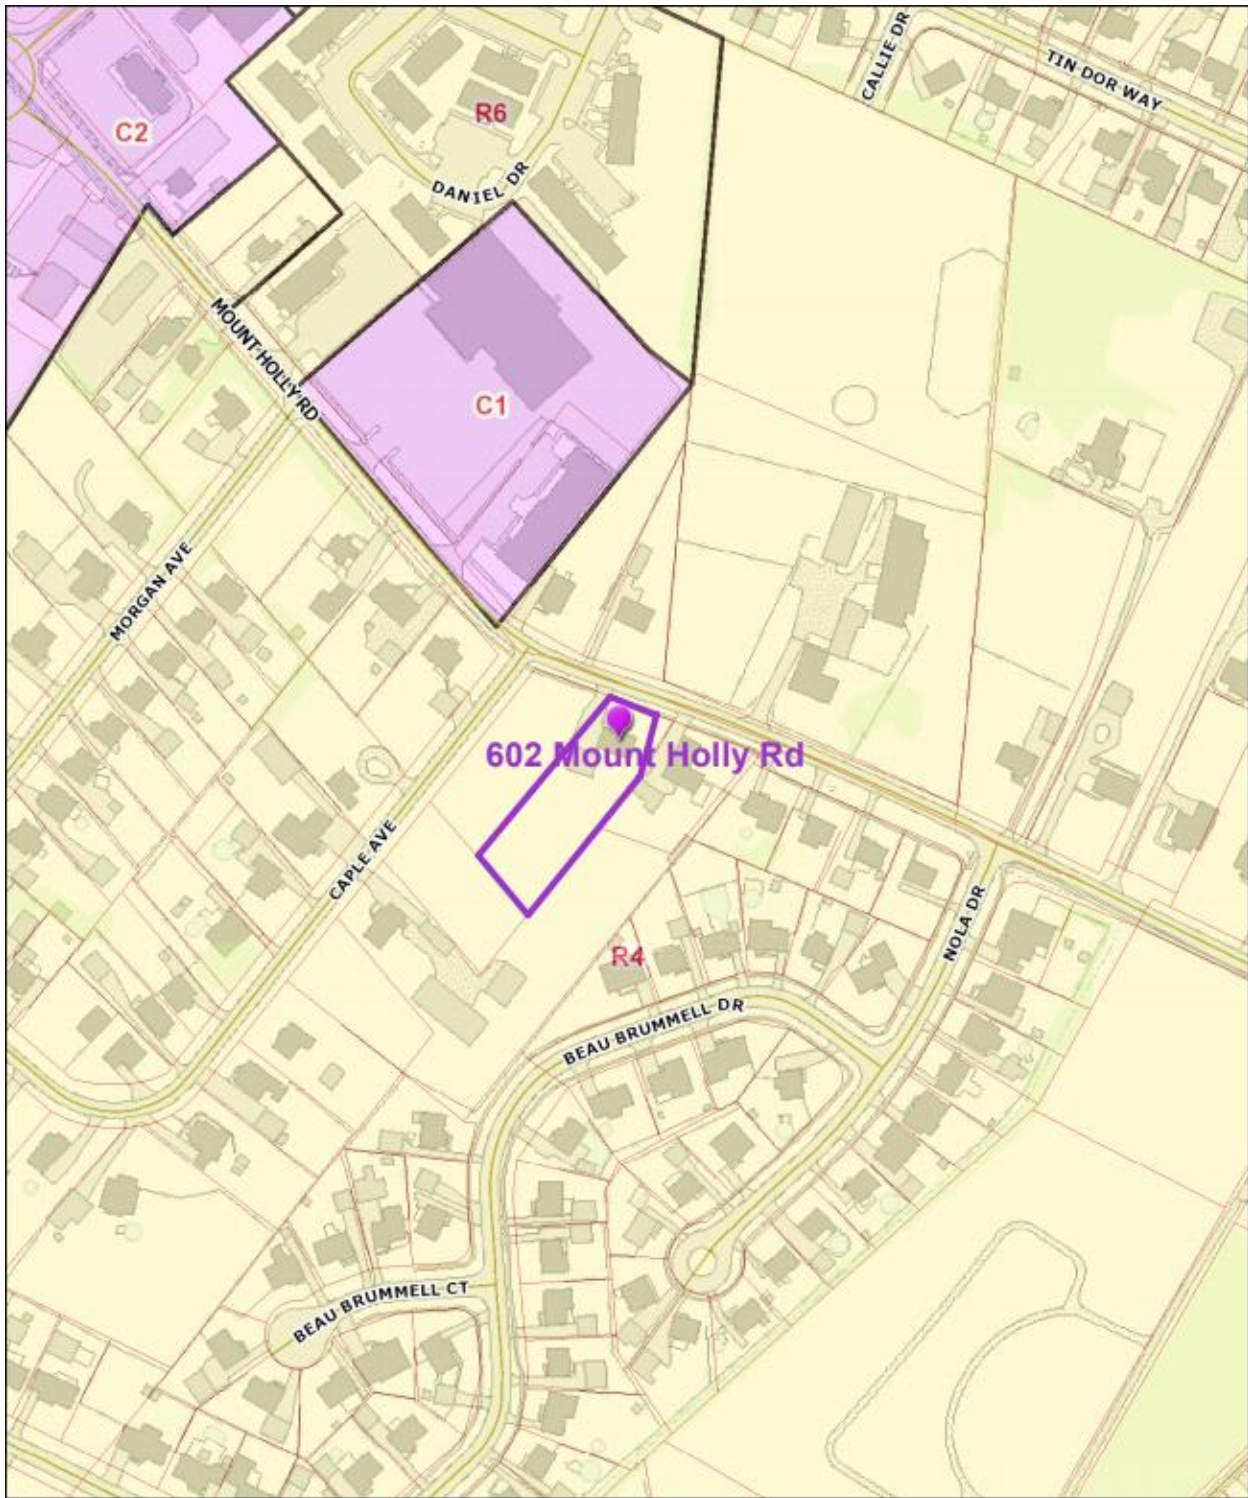 CALLIE DR
TIN DOR WAY
R6
C2
DANIEL DR
MOUNT HOLLY RD
C1
MORGAN AVE
602 Mount Holly Rd
CAPLE AVE
NOLA DR
R4
BEAU BRUMMELL DR
BEAU BRUMMELL CT